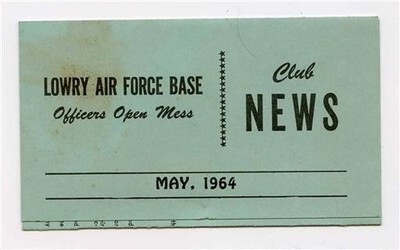 LOWRY AIR FORCE BASE
Officers Open Mess
Club
NEWS
MAY, 1964